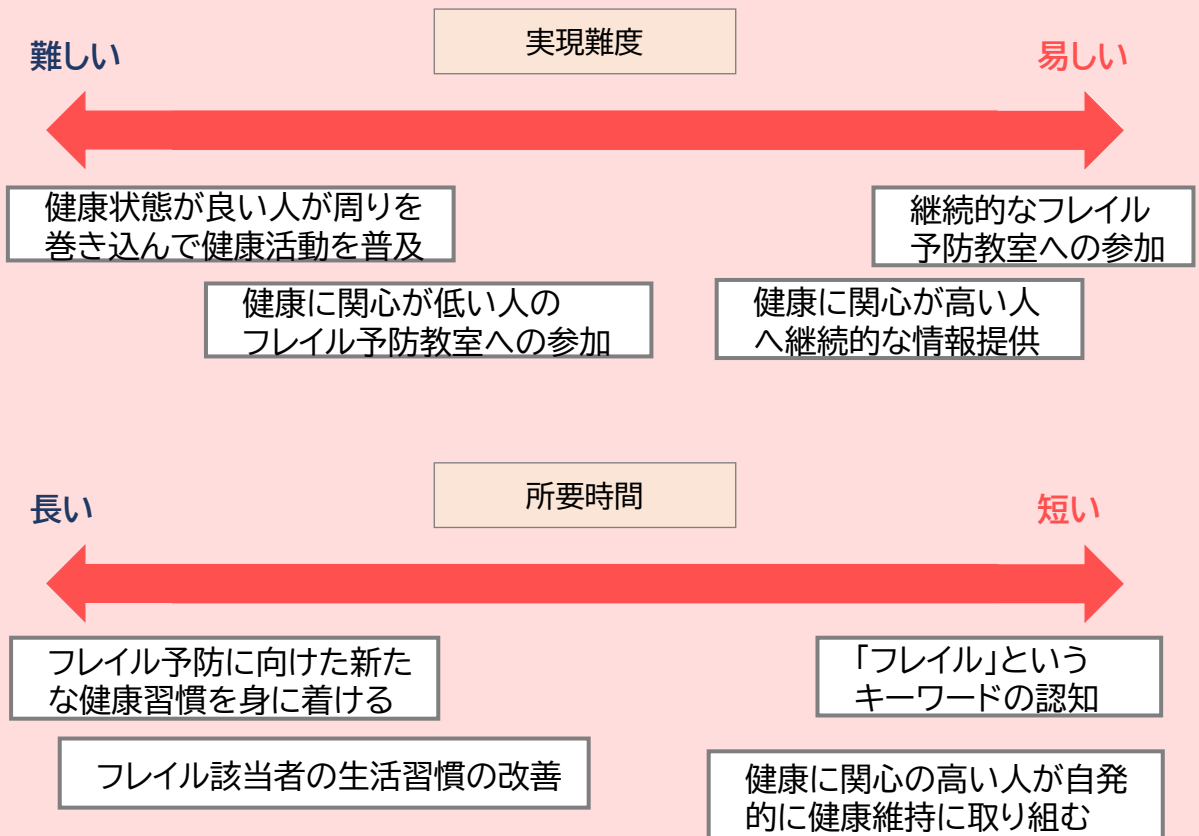 実現難度
難しい
易しい
健康状態が良い人が周りを
巻き込んで健康活動を普及
継続的なフレイル
予防教室への参加
健康に関心が低い人の
フレイル予防教室への参加
健康に関心が高い人
へ継続的な情報提供
所要時間
長い
短い
フレイル予防に向けた新た
な健康習慣を身に着ける
「フレイル」という
キーワードの認知
フレイル該当者の生活習慣の改善
健康に関心の高い人が自発
的に健康維持に取り組む